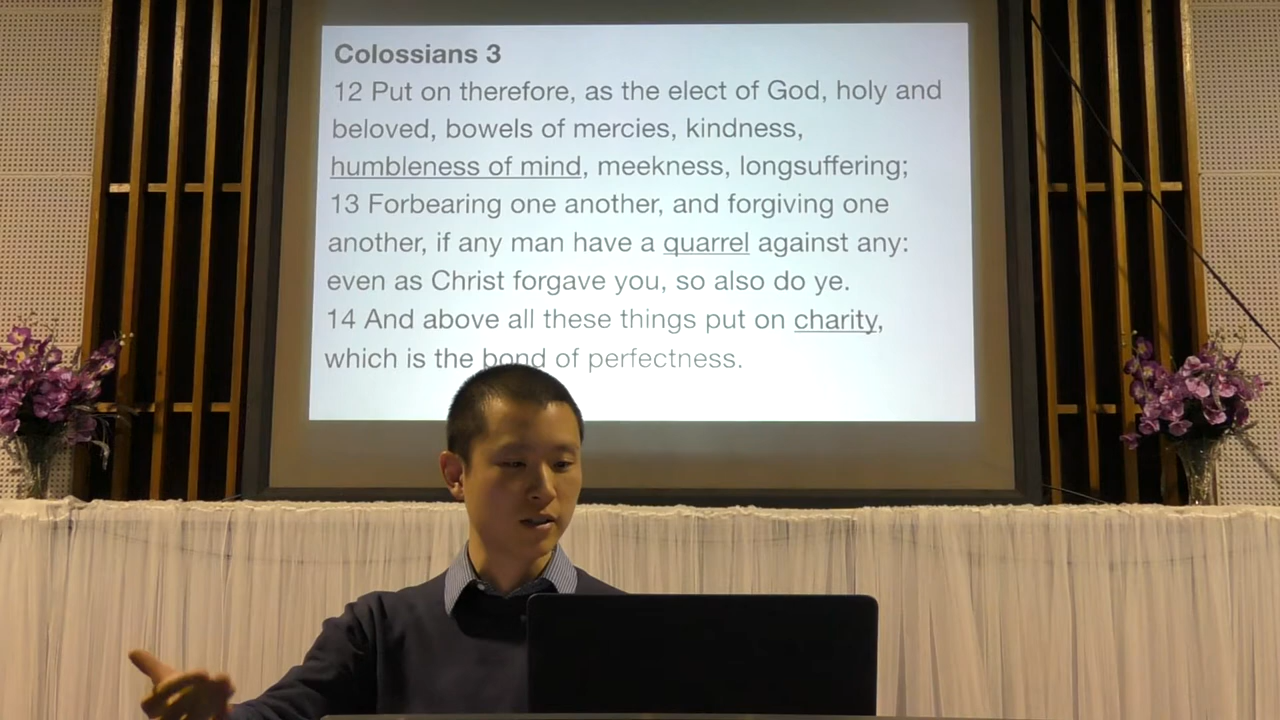 Colossians 3
12 Put on therefore, as the elect of God, holy and
beloved, bowels of mercies, kindness,
humbleness of mind, meekness, longsuffering;
13 Forbearing one another, and forgiving one
another, if any man have a quarrel against any:
even as Christ forgave you, so also do ye.
14 And above all these things put on charity,
which is the bond of perfectness.